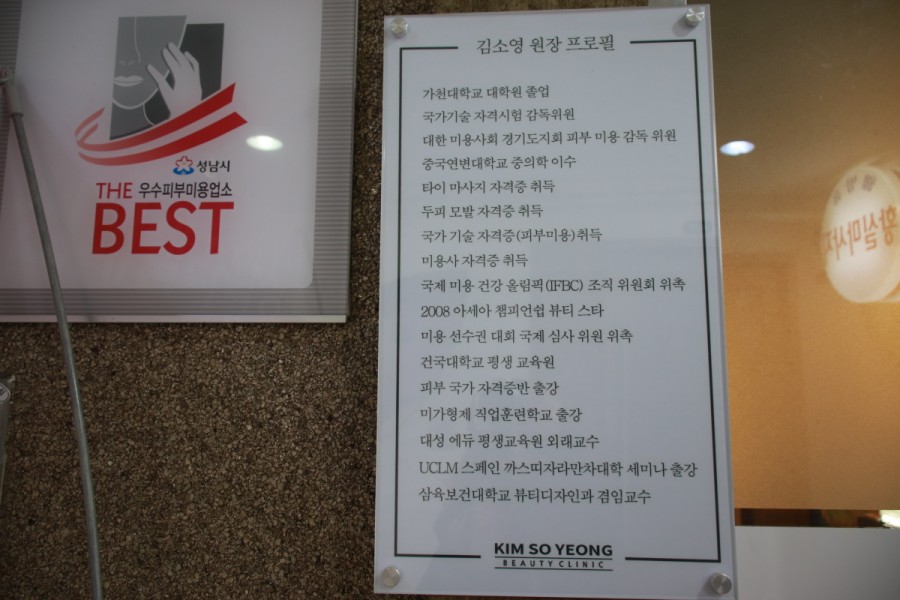 성남시
THE 우수피부미용업소
BEST
김소영 원장 프로필
가천대학교 대학원 졸업
국가기술 자격시험 감독위원
대한 미용사회 경기도지회 피부 미용 감독 위원
중국연변대학교 중의학 이수
타이 마사지 자격증 취득
두피 모발 자격증 취득
국가 기술 자격증(피부미용)취득
미용사 자격증 취득
국제 미용 건강 올림픽(IFBC) 조직 위원회 위촉
2008 아세아 챔피언쉽 뷰티 스타
미용 선수권 대회 국제 심사 위원 위촉
건국대학교 평생 교육원
피부 국가 자격증반 출강
미가형제 직업훈련학교 출강
대성 에듀 평생교육원 외래교수
UCLM 스페인 까스띠자라만차대학 세미나 출강
삼육보건대학교 뷰티디자인과 겸임교수
KIM SO YEONG
BEAUTY CLINIC